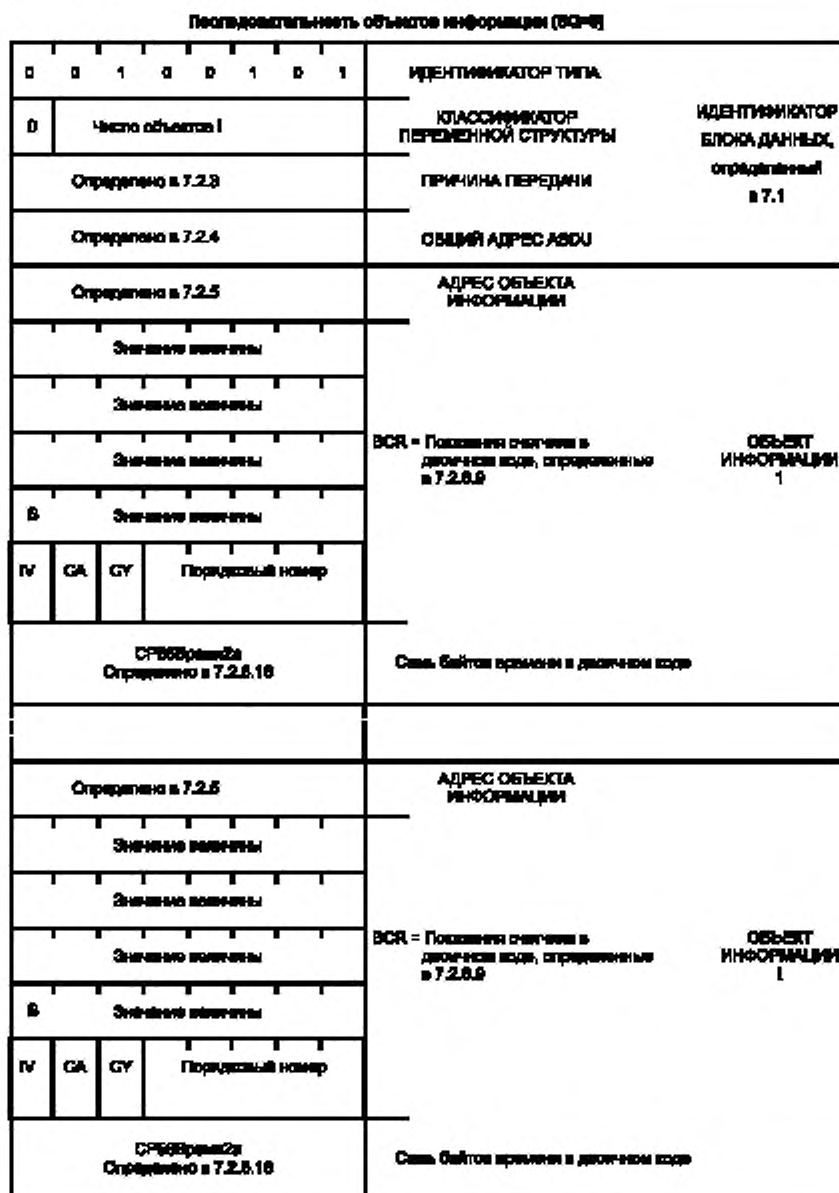 Последовательность объектов информации (SQ=0)
0 0 1 0 0 1 0 1 ИДЕНТИФИКАТОР ТИПА
0 Число объектов i КЛАССИФИКАТОР
ПЕРЕМЕННОЙ СТРУКТУРЫ
ИДЕНТИФИКАТОР
БЛОКА ДАННЫХ,
определенный
в 7.1
Определено в 7.2.3 ПРИЧИНА ПЕРЕДАЧИ
Определено в 7.2.4 ОБЩИЙ АДРЕС ASDU
Определено в 7.2.5 АДРЕС ОБЪЕКТА
ИНФОРМАЦИИ
Значение величины
Значение величины
Значение величины
BCR = Показания счетчика в
двоичном коде, определенные
в 7.2.6.9
ОБЪЕКТ
ИНФОРМАЦИИ
1
S Значение величины
IV CA CY Порядковый номер
CP56Время2a
Определено в 7.2.6.18
Семь байтов времени в двоичном коде
Определено в 7.2.5 АДРЕС ОБЪЕКТА
ИНФОРМАЦИИ
Значение величины
Значение величины
Значение величины
BCR = Показания счетчика в
двоичном коде, определенные
в 7.2.6.9
ОБЪЕКТ
ИНФОРМАЦИИ
i
S Значение величины
IV CA CY Порядковый номер
CP56Время2a
Определено в 7.2.6.18
Семь байтов времени в двоичном коде